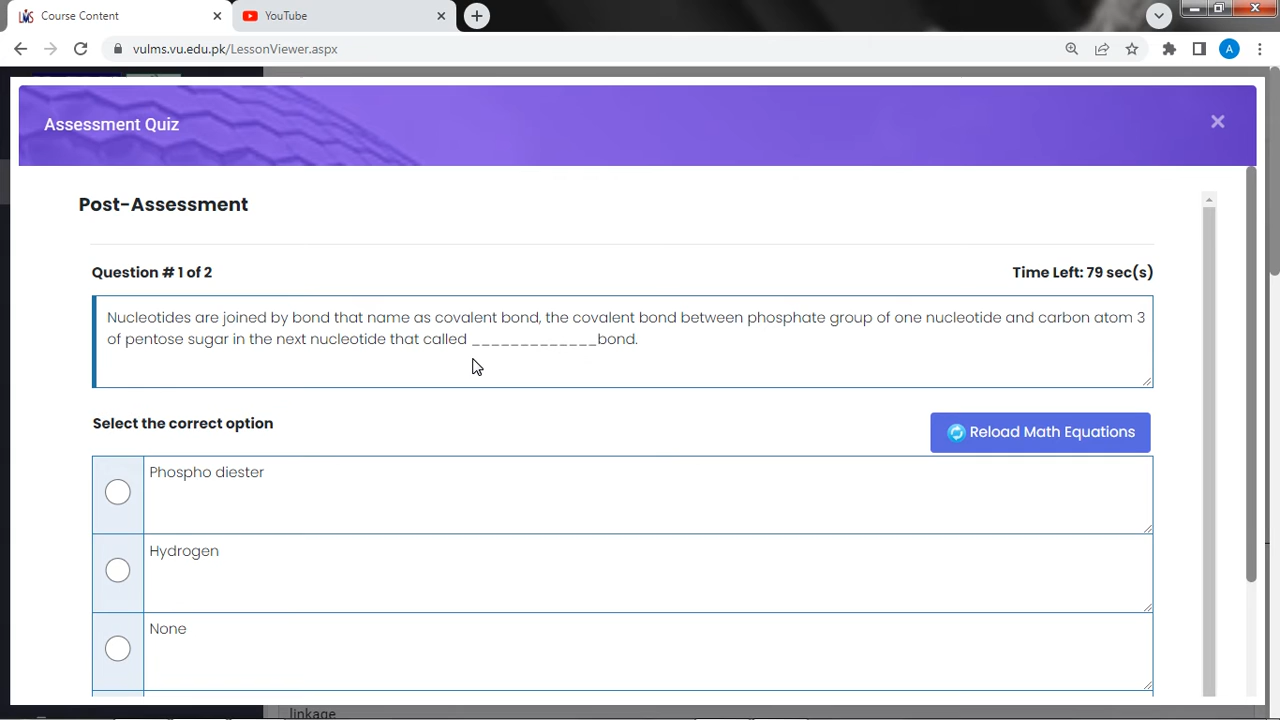 Course Content
YouTube
vulms.vu.edu.pk/LessonViewer.aspx
A
Assessment Quiz
Post-Assessment
Question # 1 of 2
Time Left: 79 sec(s)
Nucleotides are joined by bond that name as covalent bond, the covalent bond between phosphate group of one nucleotide and carbon atom 3
of pentose sugar in the next nucleotide that called _____________bond.
Select the correct option
Reload Math Equations
Phospho diester
Hydrogen
None
linkage